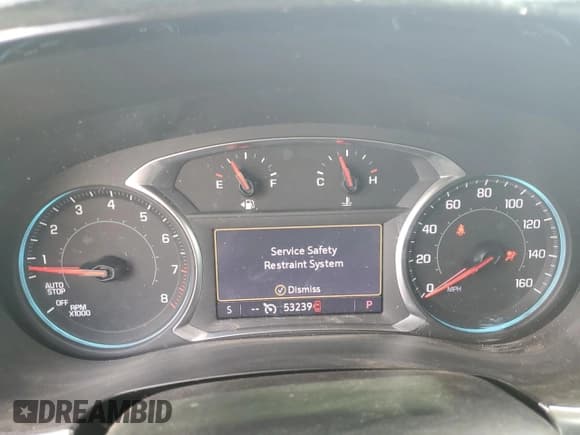 E F
C H
1 2 3 4 5 6 7 8
AUTO
STOP
OFF
RPM
X1000
Service Safety
Restraint System
Dismiss
S -- 53239 P
0 20 40 60 80 100 120 140 160
MPH
DREAMBID